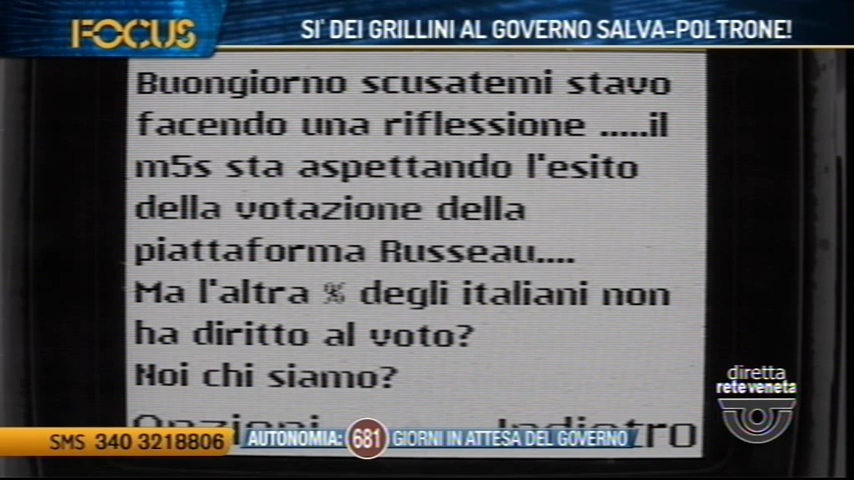 FOCUS
SI' DEI GRILLINI AL GOVERNO SALVA-POLTRONE!
Buongiorno scusatemi stavo
facendo una riflessione .....il
m5s sta aspettando l'esito
della votazione della
piattaforma Russeau....
Ma l'altra % degli italiani non
ha diritto al voto?
Noi chi siamo?
Opzioni Indietro
diretta
reteveneta
SMS 340 3218806
AUTONOMIA: 681 GIORNI IN ATTESA DEL GOVERNO